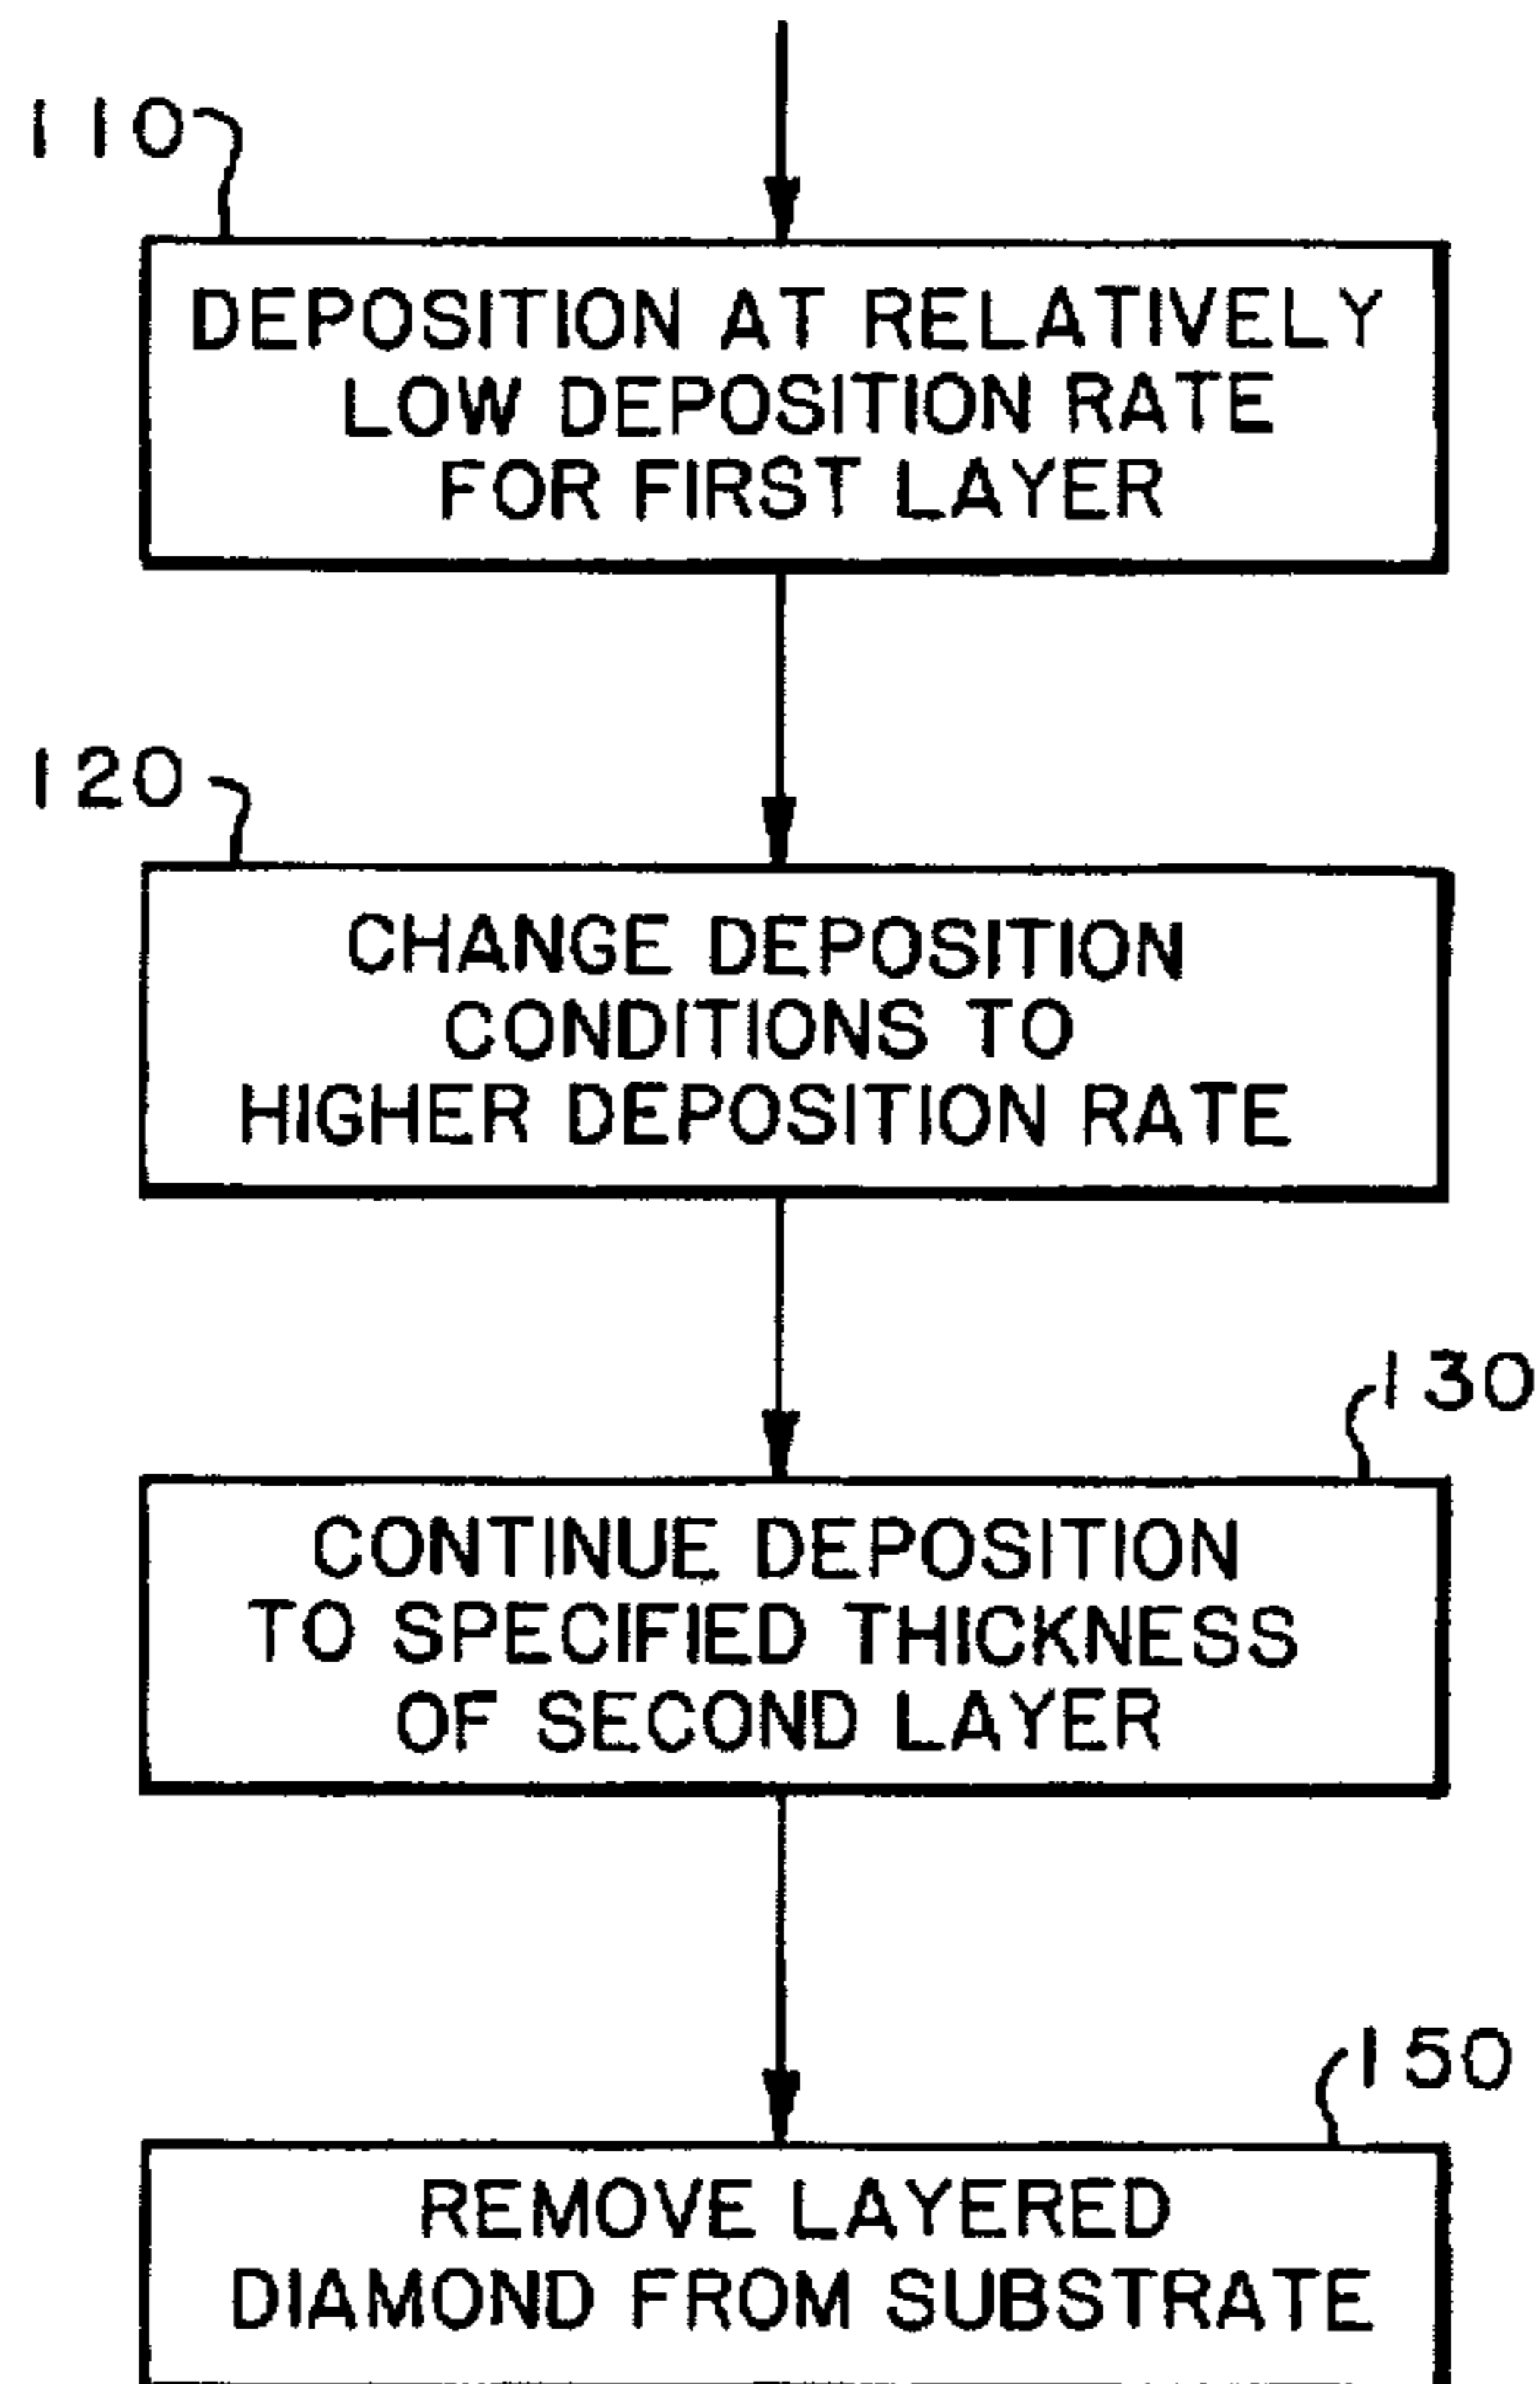 110
DEPOSITION AT RELATIVELY
LOW DEPOSITION RATE
FOR FIRST LAYER
120
CHANGE DEPOSITION
CONDITIONS TO
HIGHER DEPOSITION RATE
130
CONTINUE DEPOSITION
TO SPECIFIED THICKNESS
OF SECOND LAYER
150
REMOVE LAYERED
DIAMOND FROM SUBSTRATE